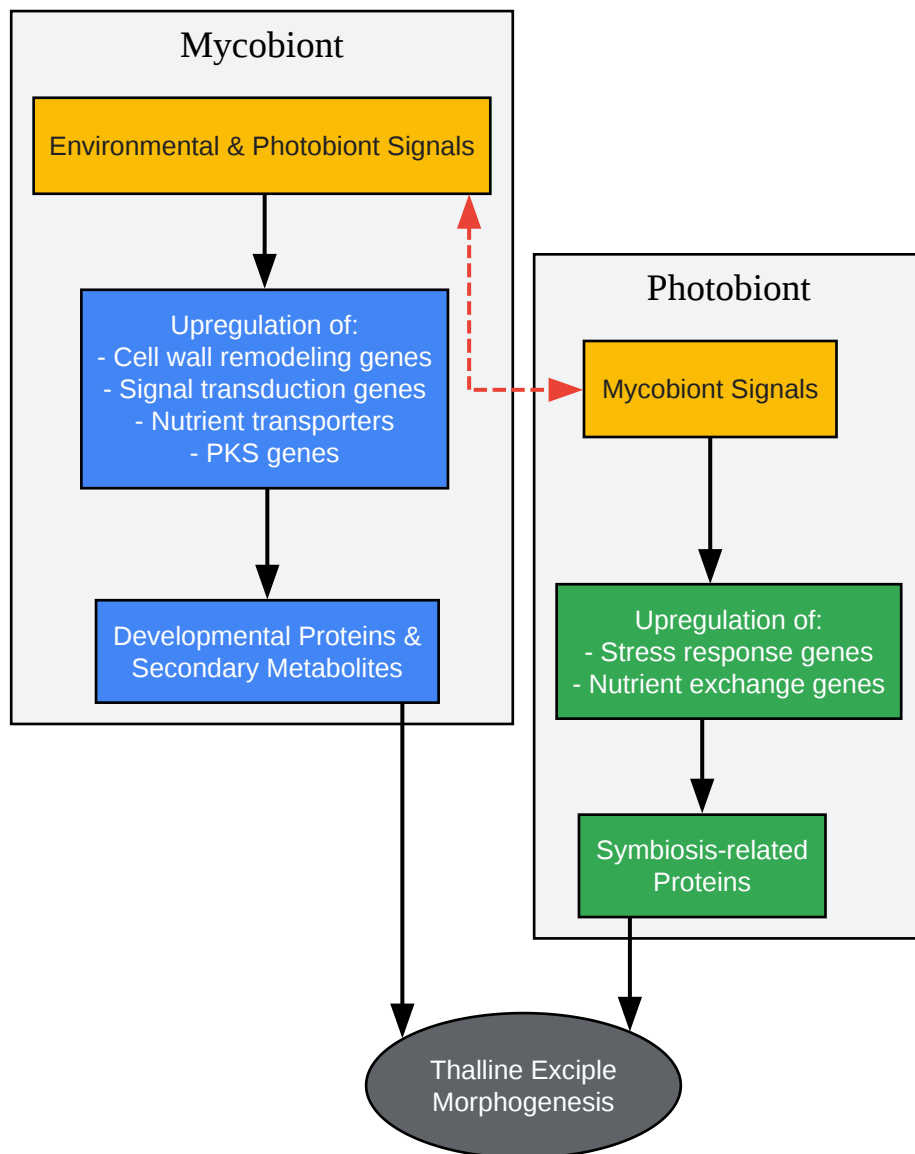 Mycobiont
Environmental & Photobiont Signals
Upregulation of:
- Cell wall remodeling genes
- Signal transduction genes
- Nutrient transporters
- PKS genes
Developmental Proteins &
Secondary Metabolites
Photobiont
Mycobiont Signals
Upregulation of:
- Stress response genes
- Nutrient exchange genes
Symbiosis-related
Proteins
Thalline Exciple
Morphogenesis